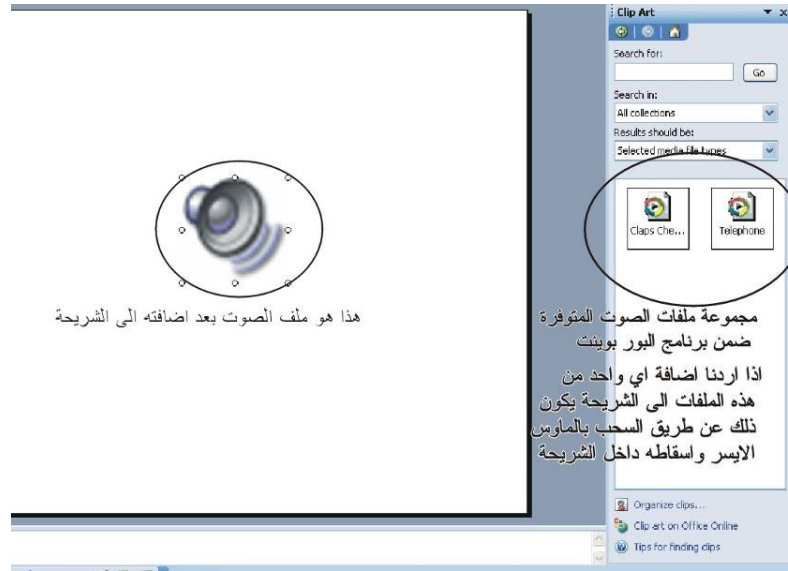 Clip Art
Search for:
Go
Search in:
All collections
Results should be:
Selected media file types
Claps Che...
Telephone
هذا هو ملف الصوت بعد اضافته الى الشريحة
مجموعة ملفات الصوت المتوفرة
ضمن برنامج البور بوينت
اذا اردنا اضافة اي واحد من
هذه الملفات الى الشريحة يكون
ذلك عن طريق السحب بالماوس
الايسر واسقاطه داخل الشريحة
Organize clips...
Clip art on Office Online
Tips for finding clips